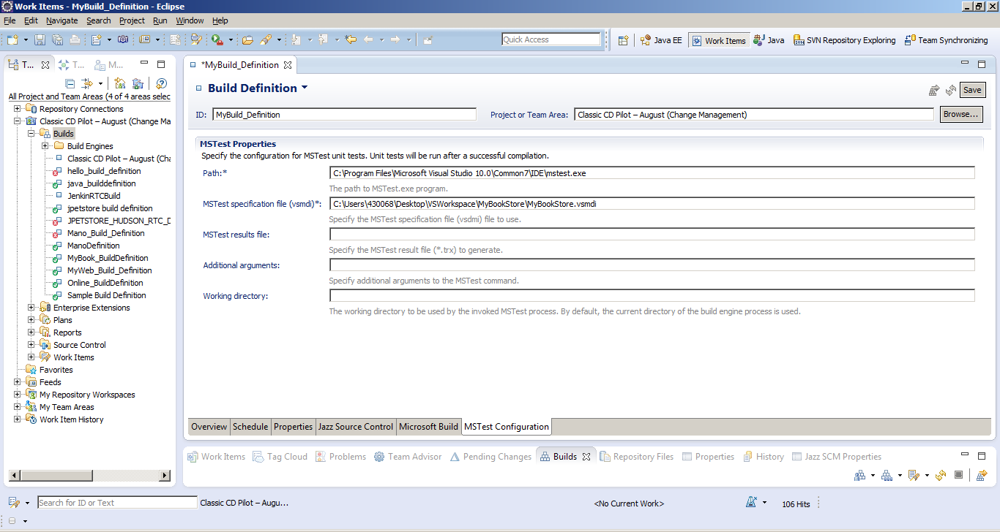 Work Items - MyBuild_Definition - Eclipse
File Edit Navigate Search Project Run Window Help
Quick Access
Java EE Work Items Java SVN Repository Exploring Team Synchronizing
T... T... M...
All Project and Team Areas (4 of 4 areas selec
Repository Connections
Classic CD Pilot – August (Change Ma
Builds
Build Engines
Classic CD Pilot – August (Cha
hello_build_definition
java_builddefinition
JenkinRTCBuild
jpetstore build definition
JPETSTORE_HUDSON_RTC_D
Mano_Build_Definition
ManoDefinition
MyBook_BuildDefinition
MyWeb_Build_Definition
Online_BuildDefinition
Sample Build Definition
Enterprise Extensions
Plans
Reports
Source Control
Work Items
Favorites
Feeds
My Repository Workspaces
My Team Areas
Work Item History
*MyBuild_Definition
Build Definition
Save
ID: MyBuild_Definition Project or Team Area: Classic CD Pilot – August (Change Management) Browse...
MSTest Properties
Specify the configuration for MSTest unit tests. Unit tests will be run after a successful compilation.
Path:* C:\Program Files\Microsoft Visual Studio 10.0\Common7\IDE\mstest.exe
The path to MSTest.exe program.
MSTest specification file (vsmdi)*: C:\Users\430068\Desktop\VSWorkspace\MyBookStore\MyBookStore.vsmdi
Specify the MSTest specification file (vsdmi) file to use.
MSTest results file:
Specify the MSTest result file (*.trx) to generate.
Additional arguments:
Specify additional arguments to the MSTest command.
Working directory:
The working directory to be used by the invoked MSTest process. By default, the current directory of the build engine process is used.
Overview Schedule Properties Jazz Source Control Microsoft Build MSTest Configuration
Work Items Tag Cloud Problems Team Advisor Pending Changes Builds Repository Files Properties History Jazz SCM Properties
Search for ID or Text Classic CD Pilot – Augu... <No Current Work> 106 Hits